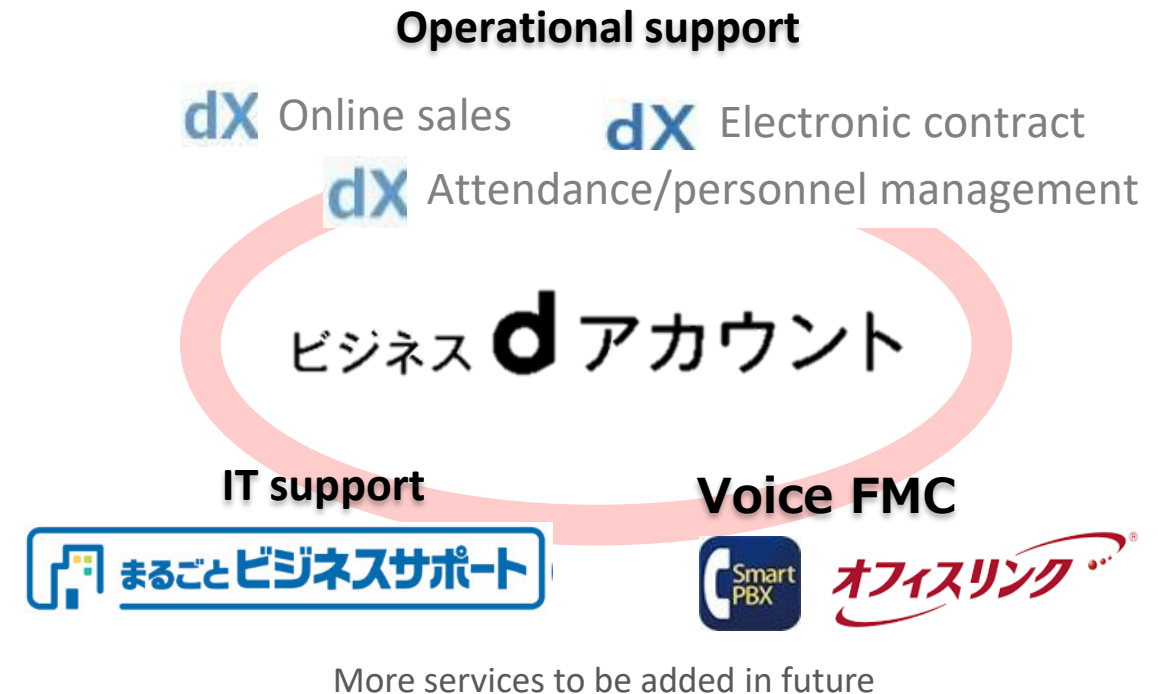 Operational support
dX Online sales
dX Electronic contract
dX Attendance/personnel management
ビジネス d アカウント
IT support
まるごとビジネスサポート
Voice FMC
Smart PBX
オフィスリンク®
More services to be added in future